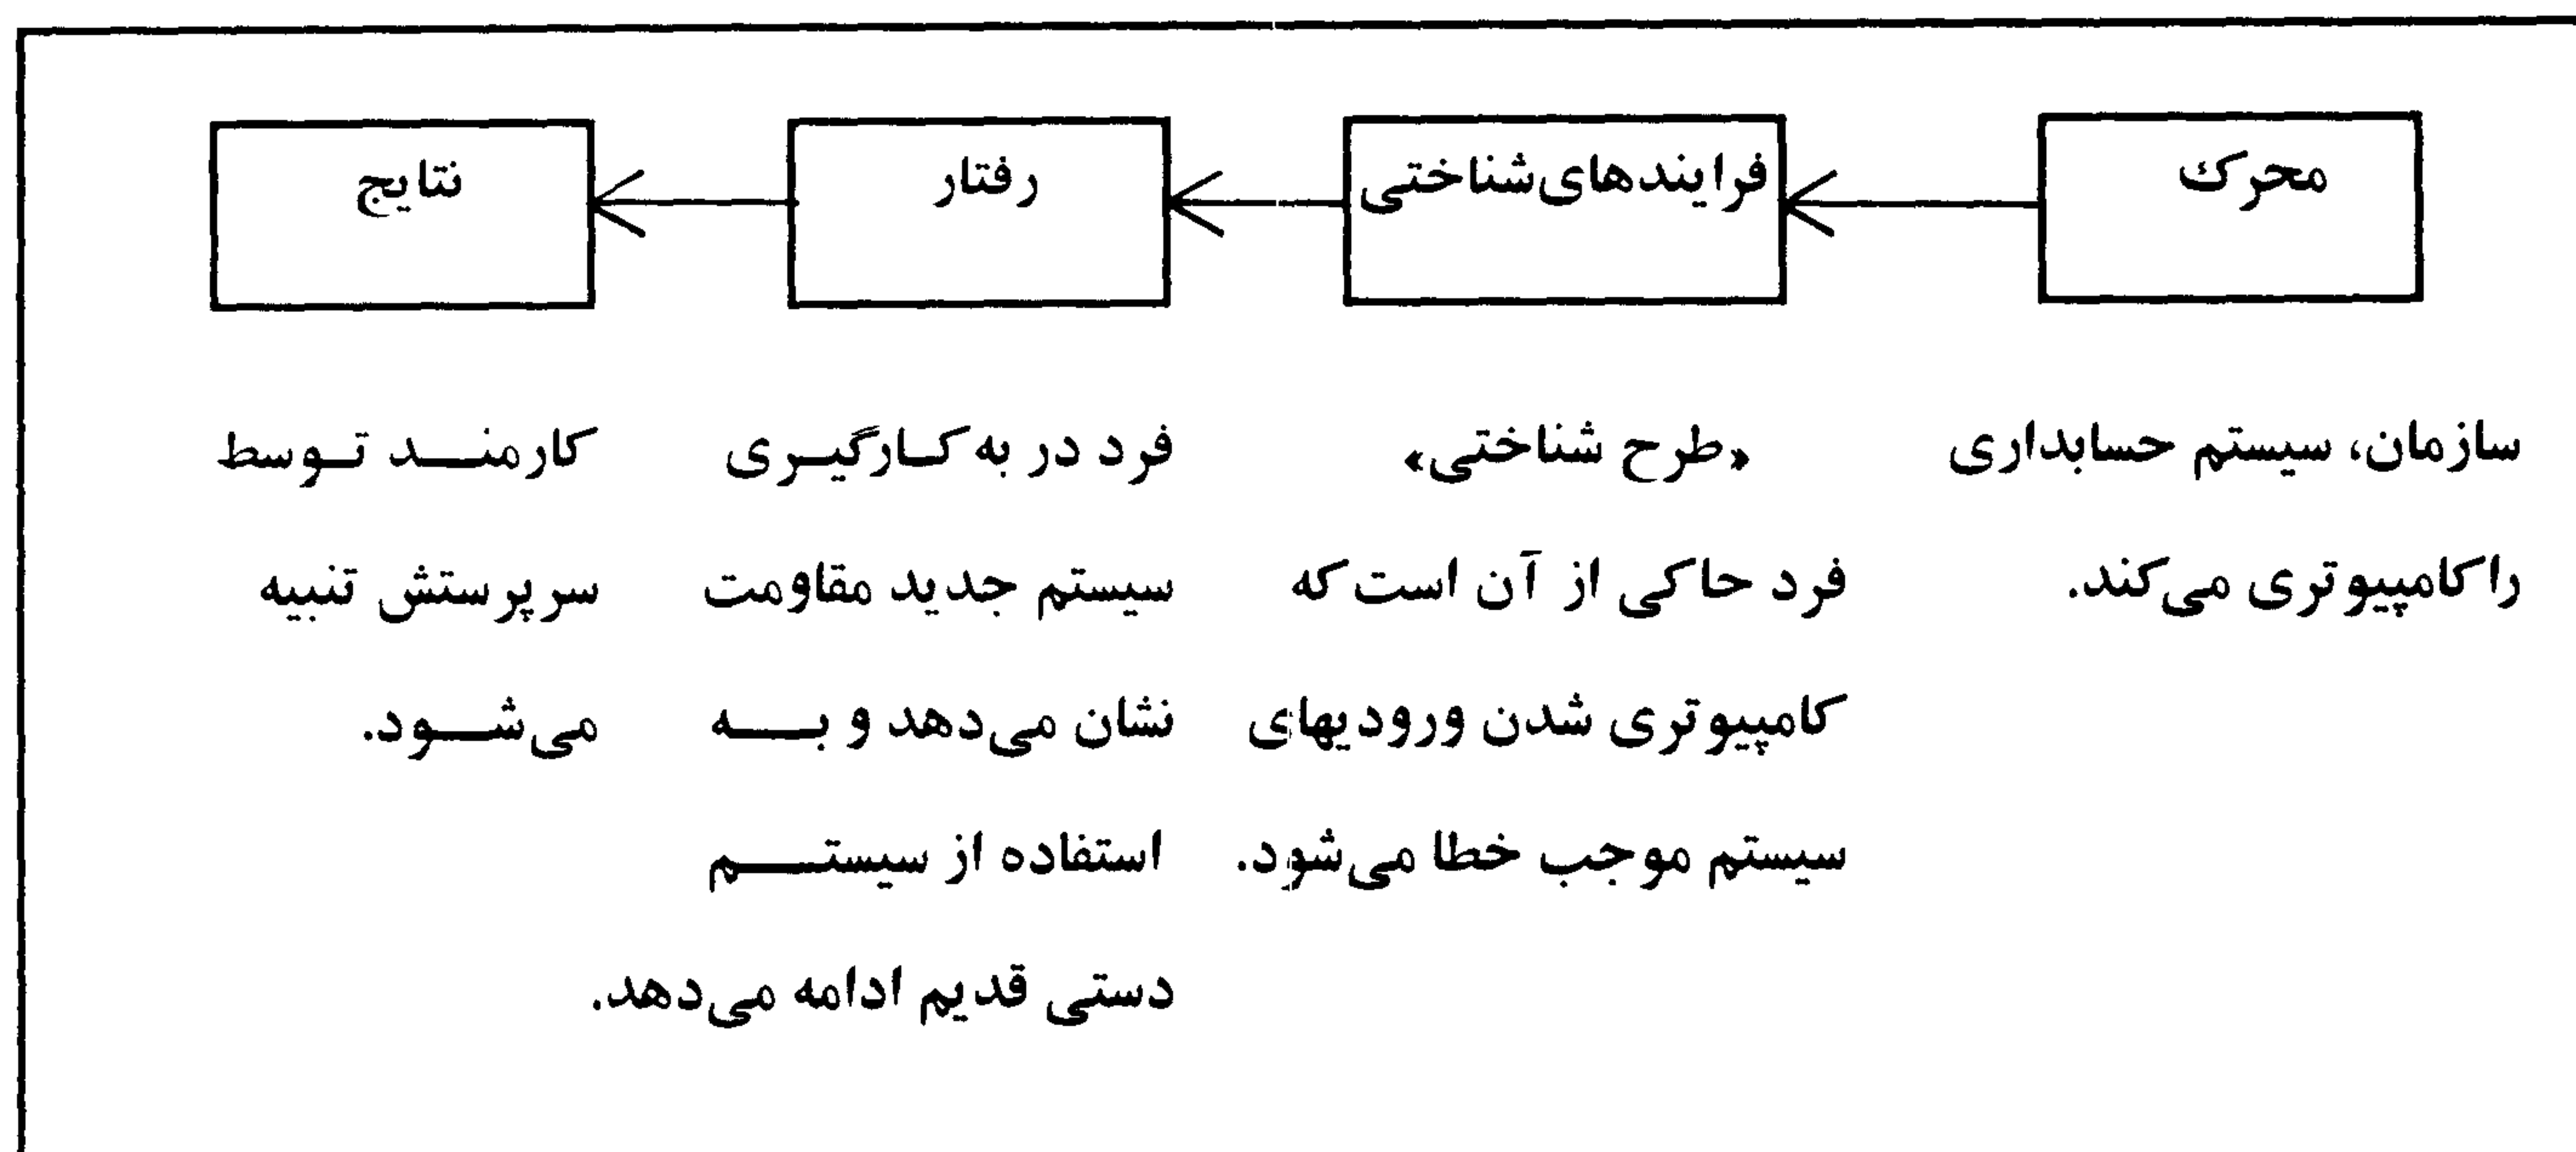 محرک
فرایندهای شناختی
رفتار
نتایج
سازمان، سیستم حسابداری
را کامپیوتری می‌کند.
«طرح شناختی»
فرد حاکی از آن است که
کامپیوتری شدن ورودیهای
سیستم موجب خطا می‌شود.
فرد در به کارگیری
سیستم جدید مقاومت
نشان می‌دهد و به
استفاده از سیستم
دستی قدیم ادامه می‌دهد.
کارمند توسط
سرپرستش تنبیه
می‌شود.